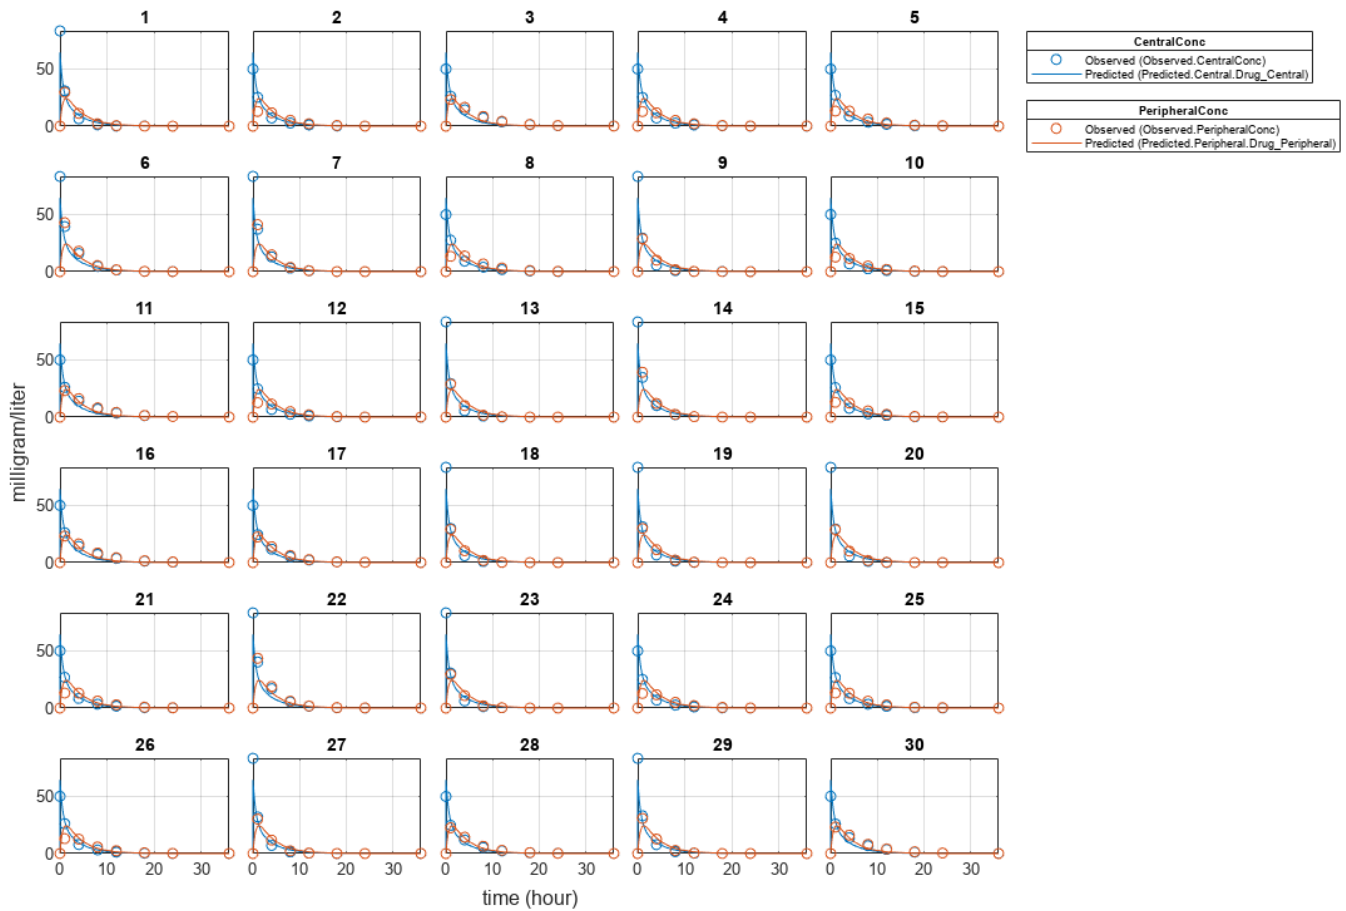 1 2 3 4 5
CentralConc
Observed (Observed.CentralConc)
Predicted (Predicted.Central.Drug_Central)
PeripheralConc
Observed (Observed.PeripheralConc)
Predicted (Predicted.Peripheral.Drug_Peripheral)
50
0
6 7 8 9 10
50
0
11 12 13 14 15
50
0
16 17 18 19 20
50
0
21 22 23 24 25
50
0
26 27 28 29 30
50
0
0 10 20 30 0 10 20 30 0 10 20 30 0 10 20 30 0 10 20 30
milligram/liter
time (hour)